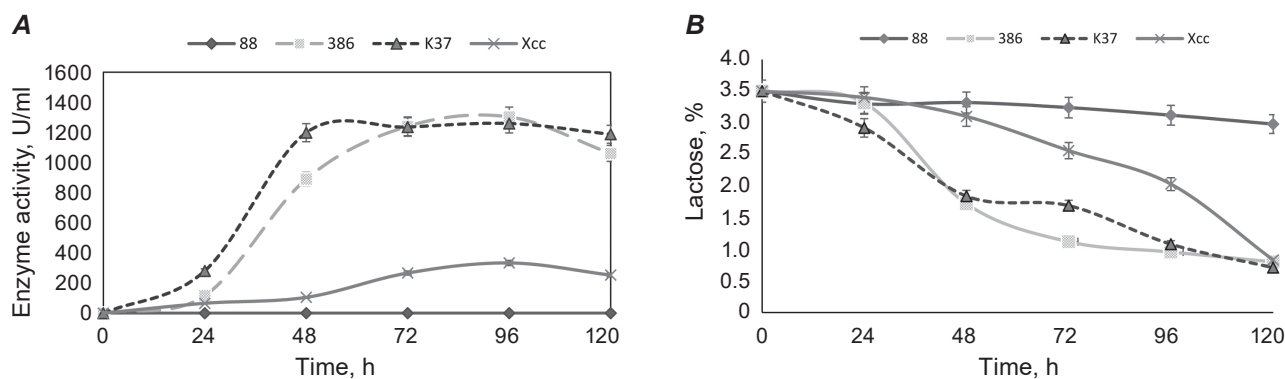 A
88 386 K37 Xcc
Enzyme activity, U/ml
1600
1400
1200
1000
800
600
400
200
0
0 24 48 72 96 120
Time, h
B
88 386 K37 Xcc
Lactose, %
4.0
3.5
3.0
2.5
2.0
1.5
1.0
0.5
0
0 24 48 72 96 120
Time, h